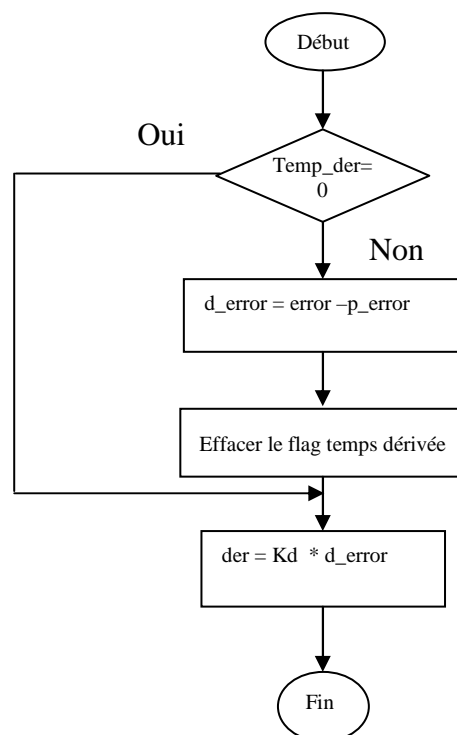 Début
Oui
Temp_der=
0
Non
d_error = error –p_error
Effacer le flag temps dérivée
der = Kd * d_error
Fin